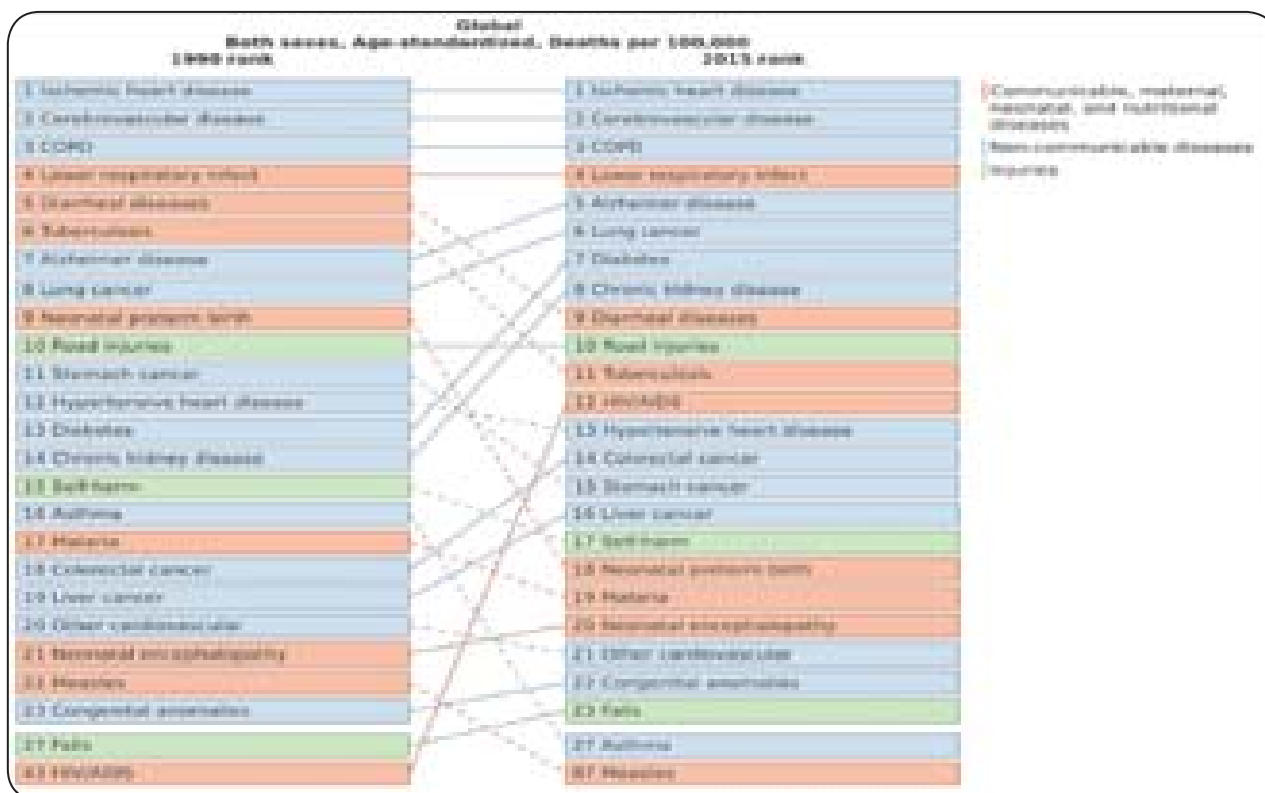 Global
Both sexes, Age-standardized, Deaths per 100,000
1990 rank
2015 rank
1 Ischemic heart disease
2 Cerebrovascular disease
3 COPD
4 Lower respiratory infect
5 Diarrheal diseases
6 Tuberculosis
7 Alzheimer disease
8 Lung cancer
9 Neonatal preterm birth
10 Road injuries
11 Stomach cancer
12 Hypertensive heart disease
13 Diabetes
14 Chronic kidney disease
15 Self-harm
16 Asthma
17 Malaria
18 Colorectal cancer
19 Liver cancer
20 Other cardiovascular
21 Neonatal encephalopathy
22 Measles
23 Congenital anomalies
27 Falls
43 HIV/AIDS
1 Ischemic heart disease
2 Cerebrovascular disease
3 COPD
4 Lower respiratory infect
5 Alzheimer disease
6 Lung cancer
7 Diabetes
8 Chronic kidney disease
9 Diarrheal diseases
10 Road injuries
11 Tuberculosis
12 HIV/AIDS
13 Hypertensive heart disease
14 Colorectal cancer
15 Stomach cancer
16 Liver cancer
17 Self-harm
18 Neonatal preterm birth
19 Malaria
20 Neonatal encephalopathy
21 Other cardiovascular
22 Congenital anomalies
23 Falls
27 Asthma
87 Measles
Communicable, maternal,
neonatal, and nutritional
diseases
Non-communicable diseases
Injuries